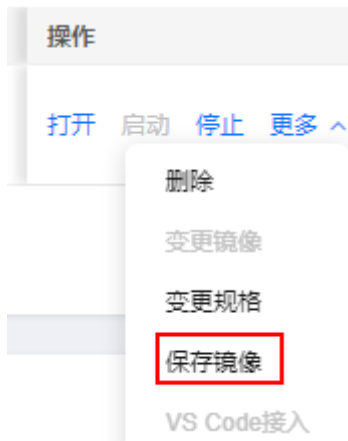 操作
打开 启动 停止 更多
删除
变更镜像
变更规格
保存镜像
VS Code接入